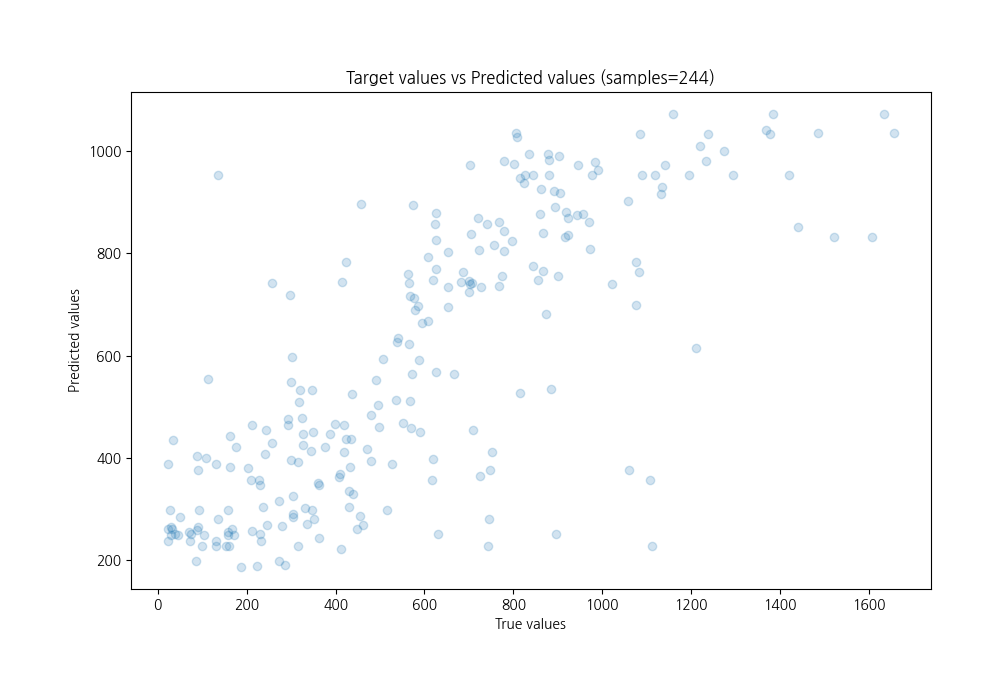 Target values vs Predicted values (samples=244)
1000
800
600
400
200
Predicted values
0 200 400 600 800 1000 1200 1400 1600
True values